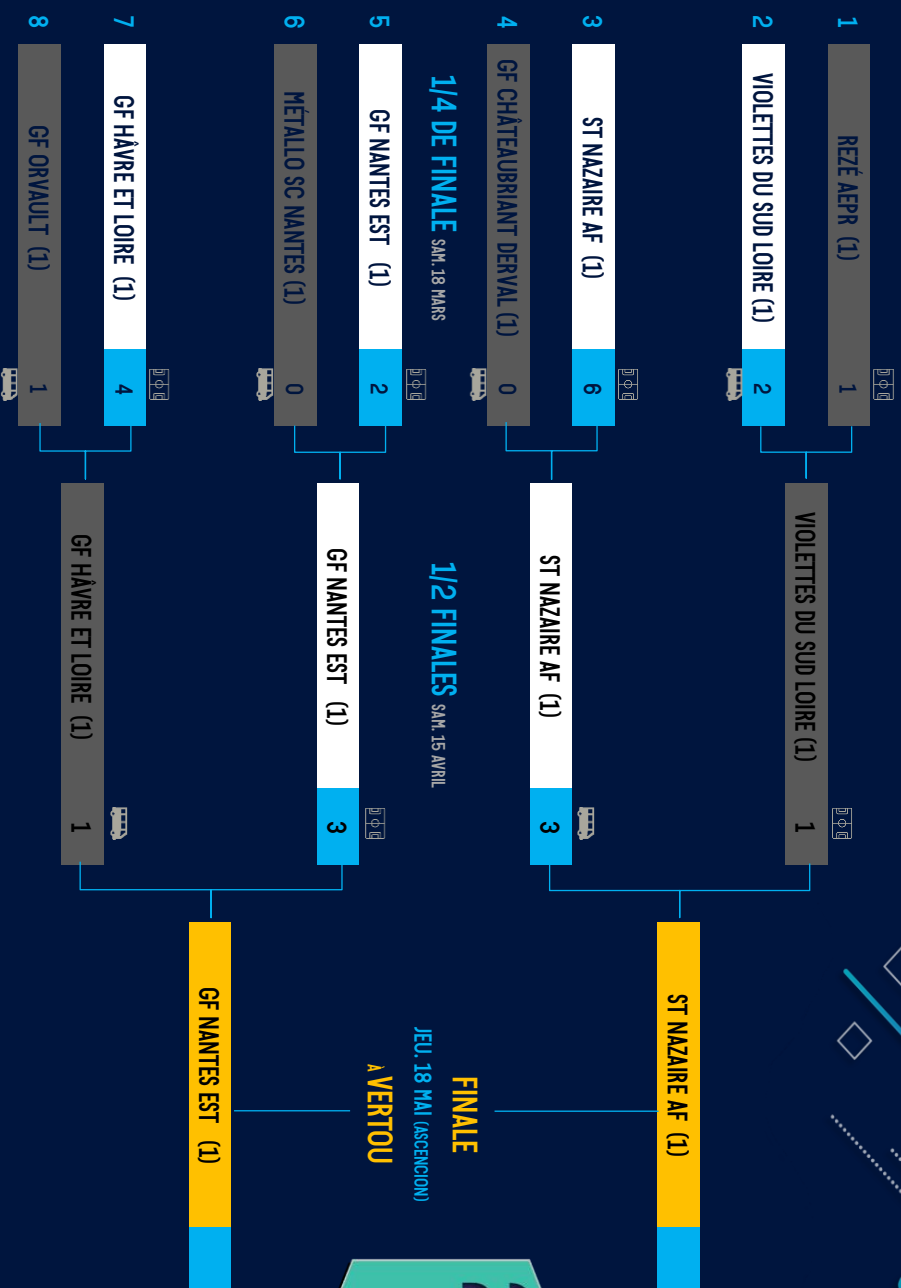 1
REZÉ AEPR (1)
1
2
VIOLETTES DU SUD LOIRE (1)
2
3
ST NAZAIRE AF (1)
6
4
GF CHÂTEAUBRIANT DERVAL (1)
0
1/4 DE FINALE SAM. 18 MARS
5
GF NANTES EST (1)
2
6
MÉTALLO SC NANTES (1)
0
7
GF HÂVRE ET LOIRE (1)
4
8
GF ORVAULT (1)
1
VIOLETTES DU SUD LOIRE (1)
1
ST NAZAIRE AF (1)
3
1/2 FINALES SAM. 15 AVRIL
GF NANTES EST (1)
3
GF HÂVRE ET LOIRE (1)
1
ST NAZAIRE AF (1)
FINALE
JEU. 18 MAI (ASCENCION)
À VERTOU
GF NANTES EST (1)